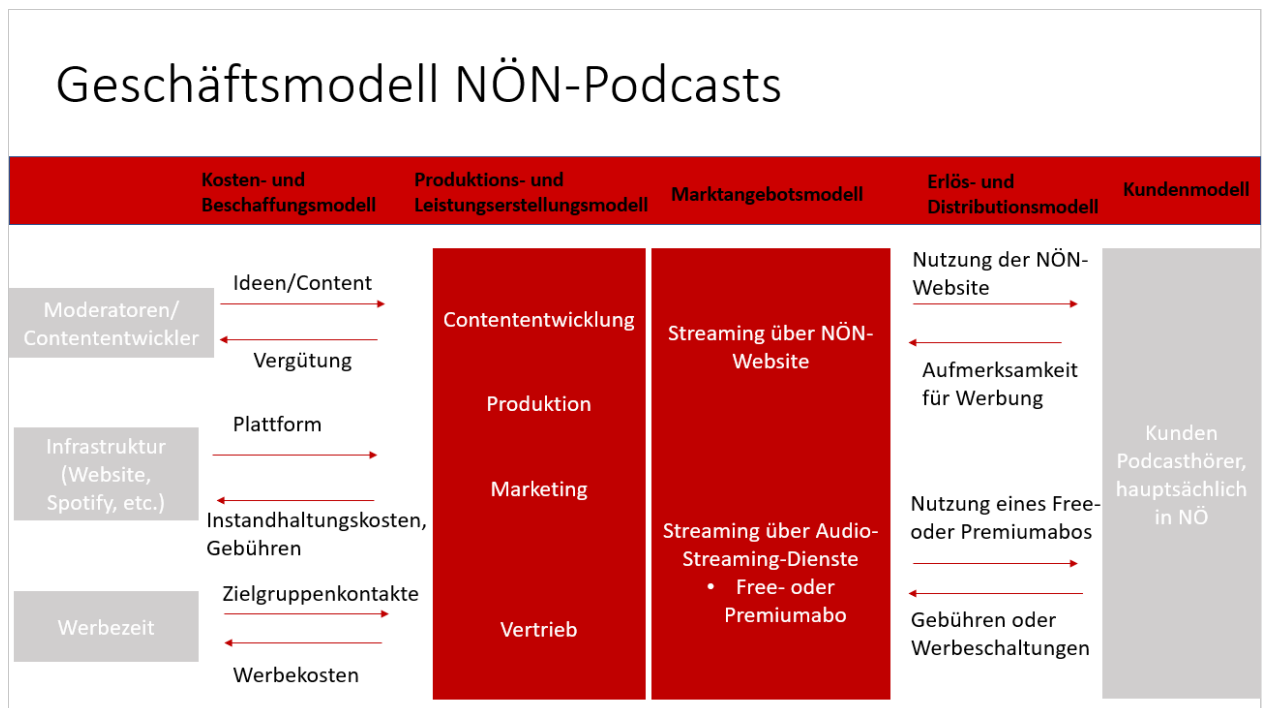 Geschäftsmodell NÖN-Podcasts
Kosten- und
Beschaffungsmodell
Produktions- und
Leistungserstellungsmodell
Marktangebotsmodell
Erlös- und
Distributionsmodell
Kundenmodell
Moderatoren/
Contententwickler
Ideen/Content
Vergütung
Infrastruktur
(Website,
Spotify, etc.)
Plattform
Instandhaltungskosten,
Gebühren
Werbezeit
Zielgruppenkontakte
Werbekosten
Contententwicklung
Produktion
Marketing
Vertrieb
Streaming über NÖN-
Website
Streaming über Audio-
Streaming-Dienste
• Free- oder
Premiumabo
Nutzung der NÖN-
Website
Aufmerksamkeit
für Werbung
Nutzung eines Free-
oder Premiumabos
Gebühren oder
Werbeschaltungen
Kunden
Podcasthörer,
hauptsächlich
in NÖ